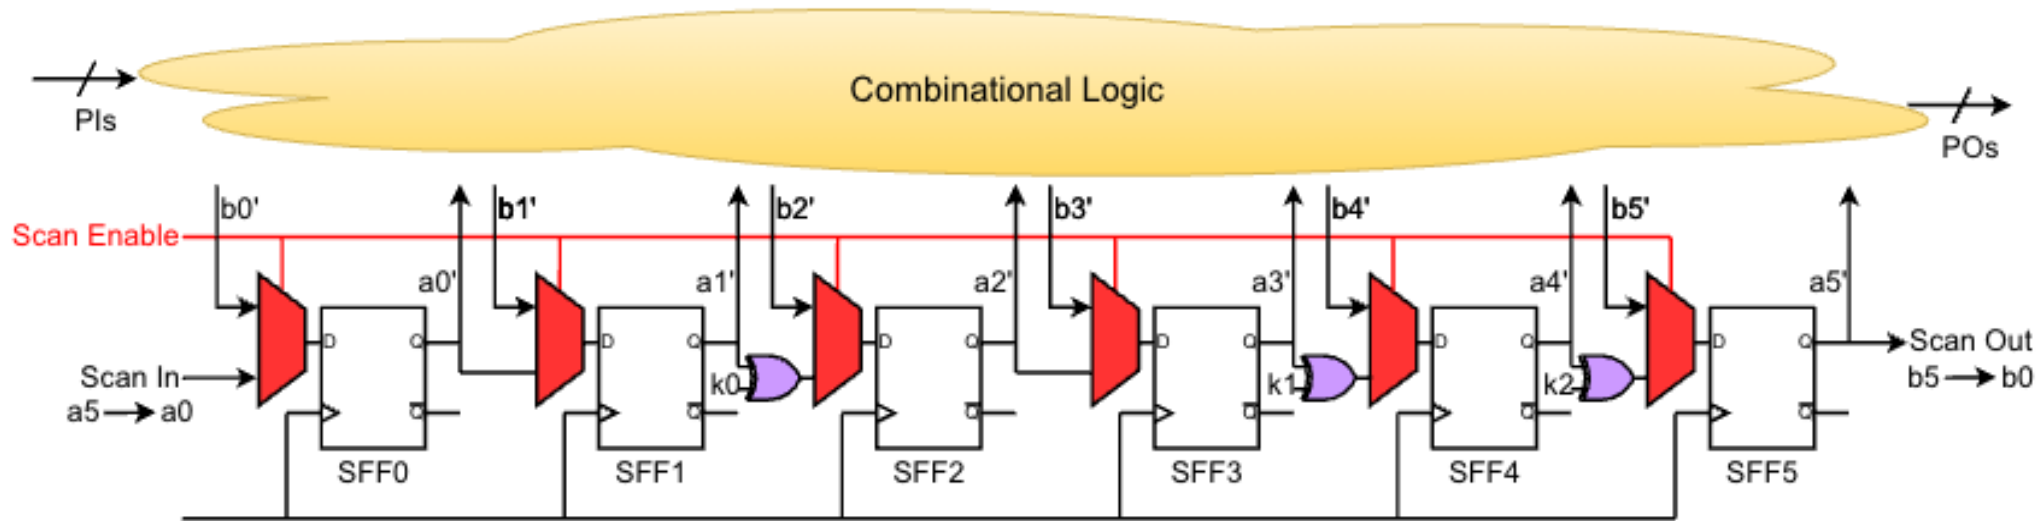 Combinational Logic
PIs
POs
b0' b1' b2' b3' b4' b5'
Scan Enable
a0' a1' a2' a3' a4' a5'
D Q D Q D Q D Q D Q D Q
Scan Out
Scan In k0 k1 k2 b5 b0
a5 a0 Q Q Q Q Q Q
SFF0 SFF1 SFF2 SFF3 SFF4 SFF5